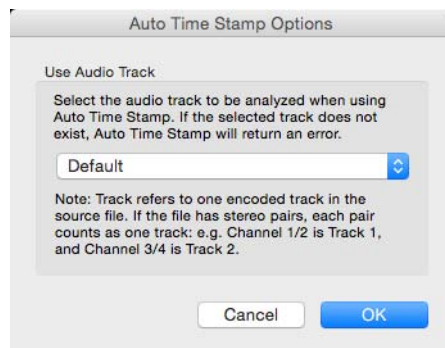 Auto Time Stamp Options
Use Audio Track
Select the audio track to be analyzed when using
Auto Time Stamp. If the selected track does not
exist, Auto Time Stamp will return an error.
Default
Note: Track refers to one encoded track in the
source file. If the file has stereo pairs, each pair
counts as one track: e.g. Channel 1/2 is Track 1,
and Channel 3/4 is Track 2.
Cancel
OK